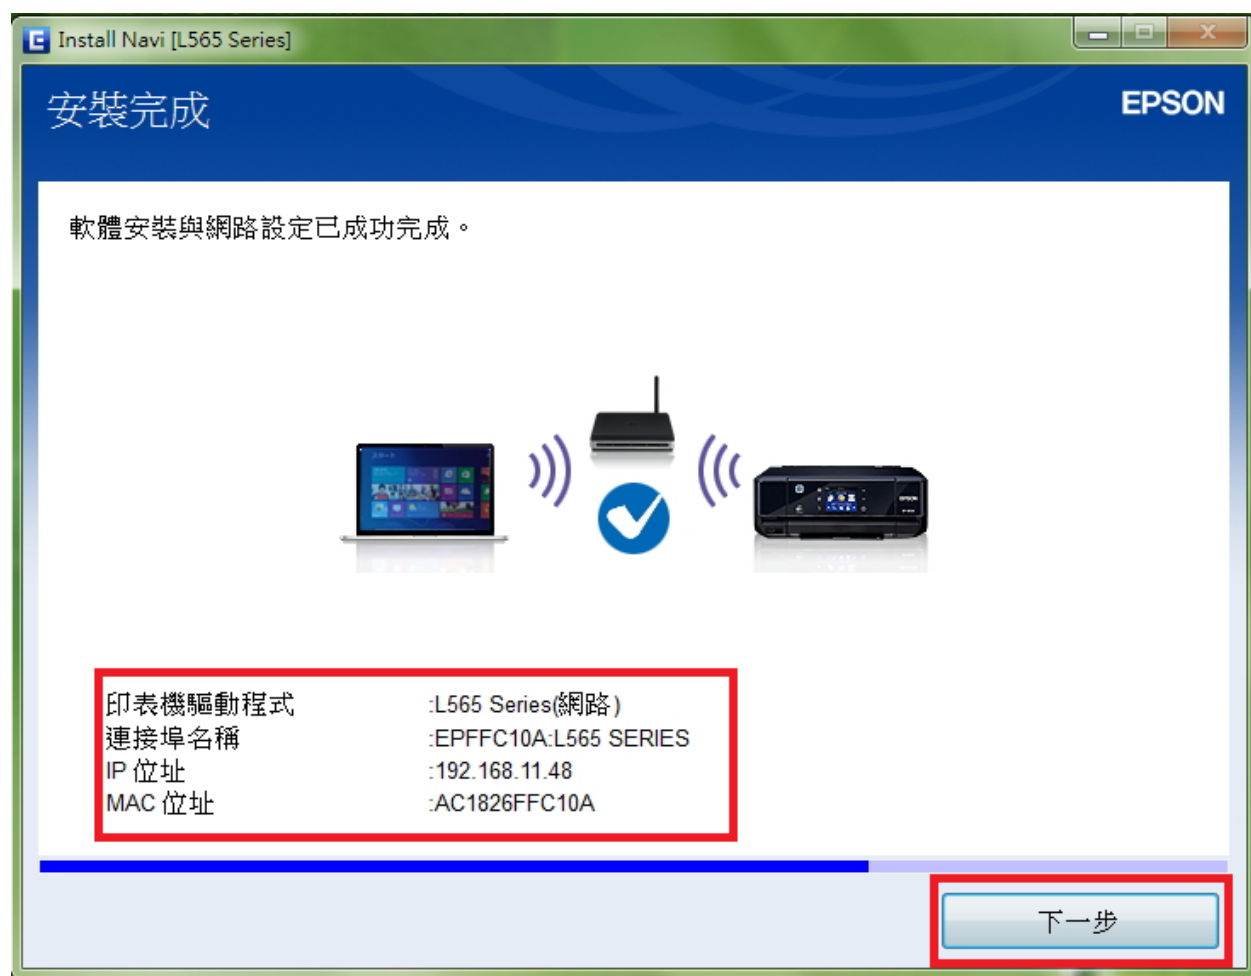 Install Navi [L565 Series]
安裝完成
EPSON
軟體安裝與網路設定已成功完成。
印表機驅動程式 :L565 Series(網路)
連接埠名稱 :EPFFC10A:L565 SERIES
IP 位址 :192.168.11.48
MAC 位址 :AC1826FFC10A
下一步